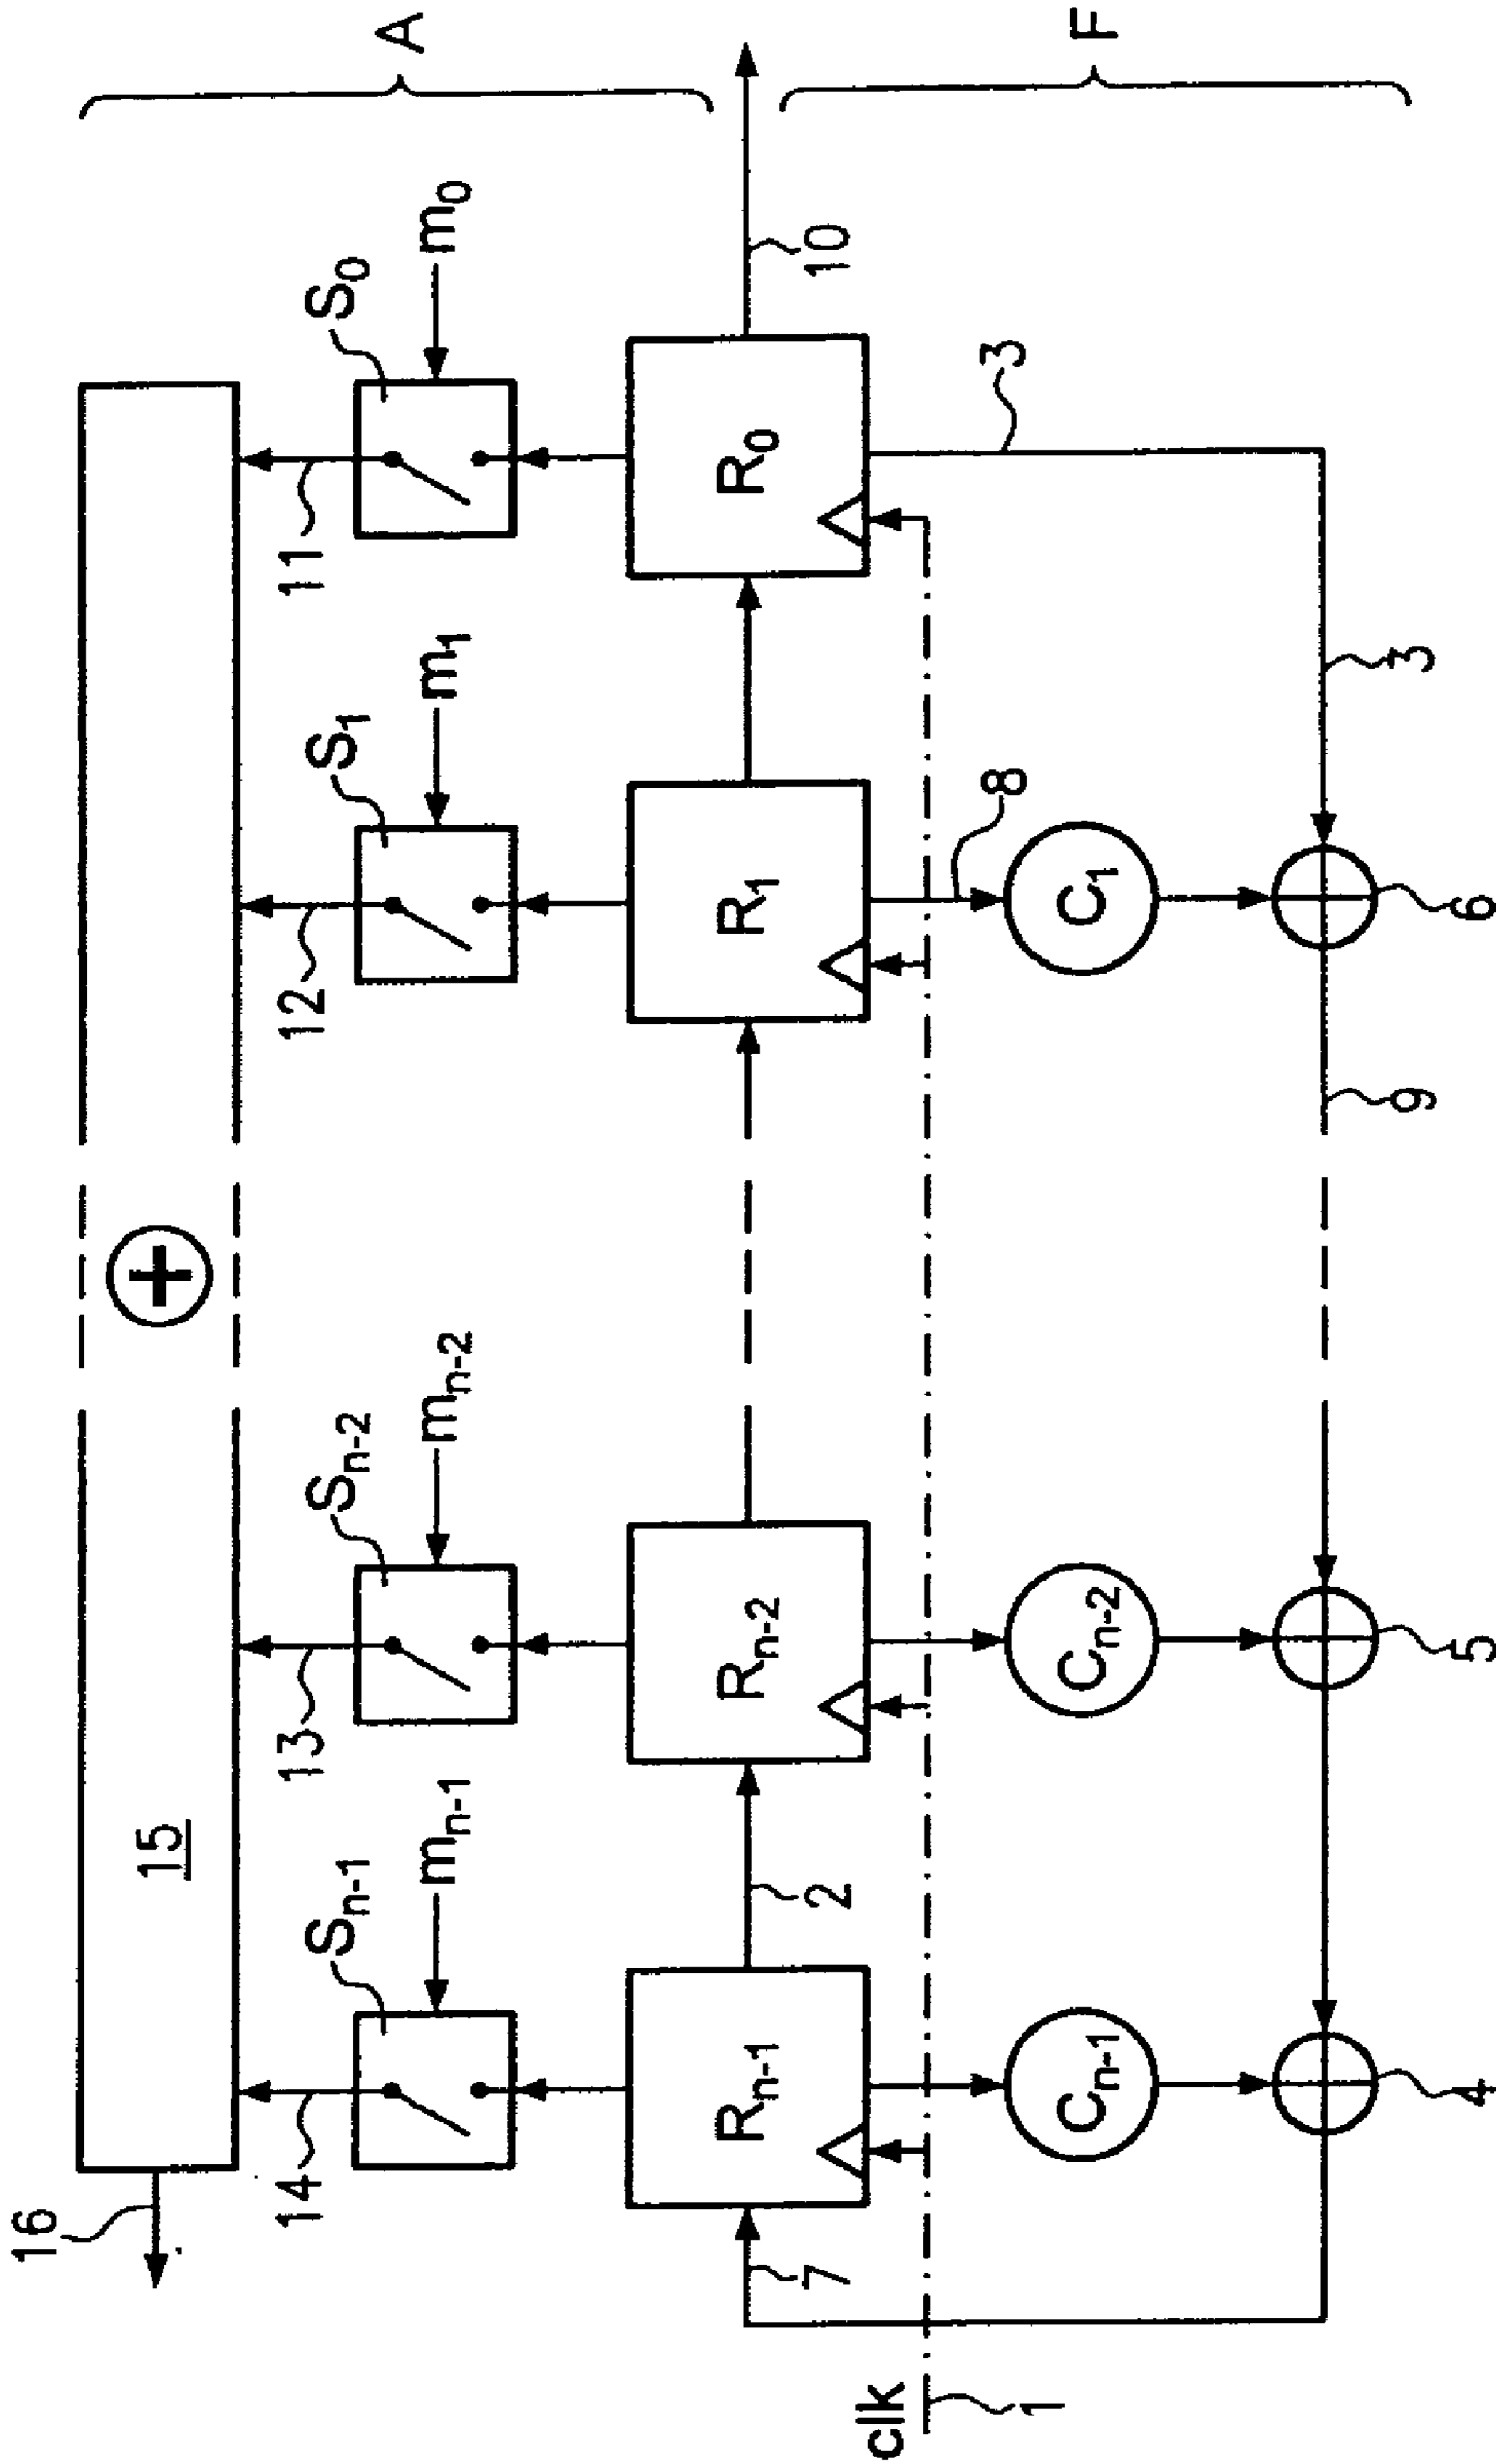 16
15 +
14 13 12 11
Sn-1 Sn-2 S1 S0
A
mn-1 mn-2 m1 m0
Rn-1 Rn-2 R1 R0
7 2 10
clk
8 3
1
Cn-1 Cn-2 C1
F
9 3
4 5 6